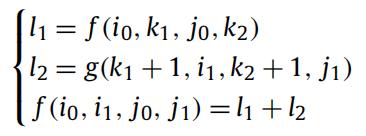 l₁ = f(i₀, k₁, j₀, k₂)
l₂ = g(k₁ + 1, i₁, k₂ + 1, j₁)
f(i₀, i₁, j₀, j₁) = l₁ + l₂